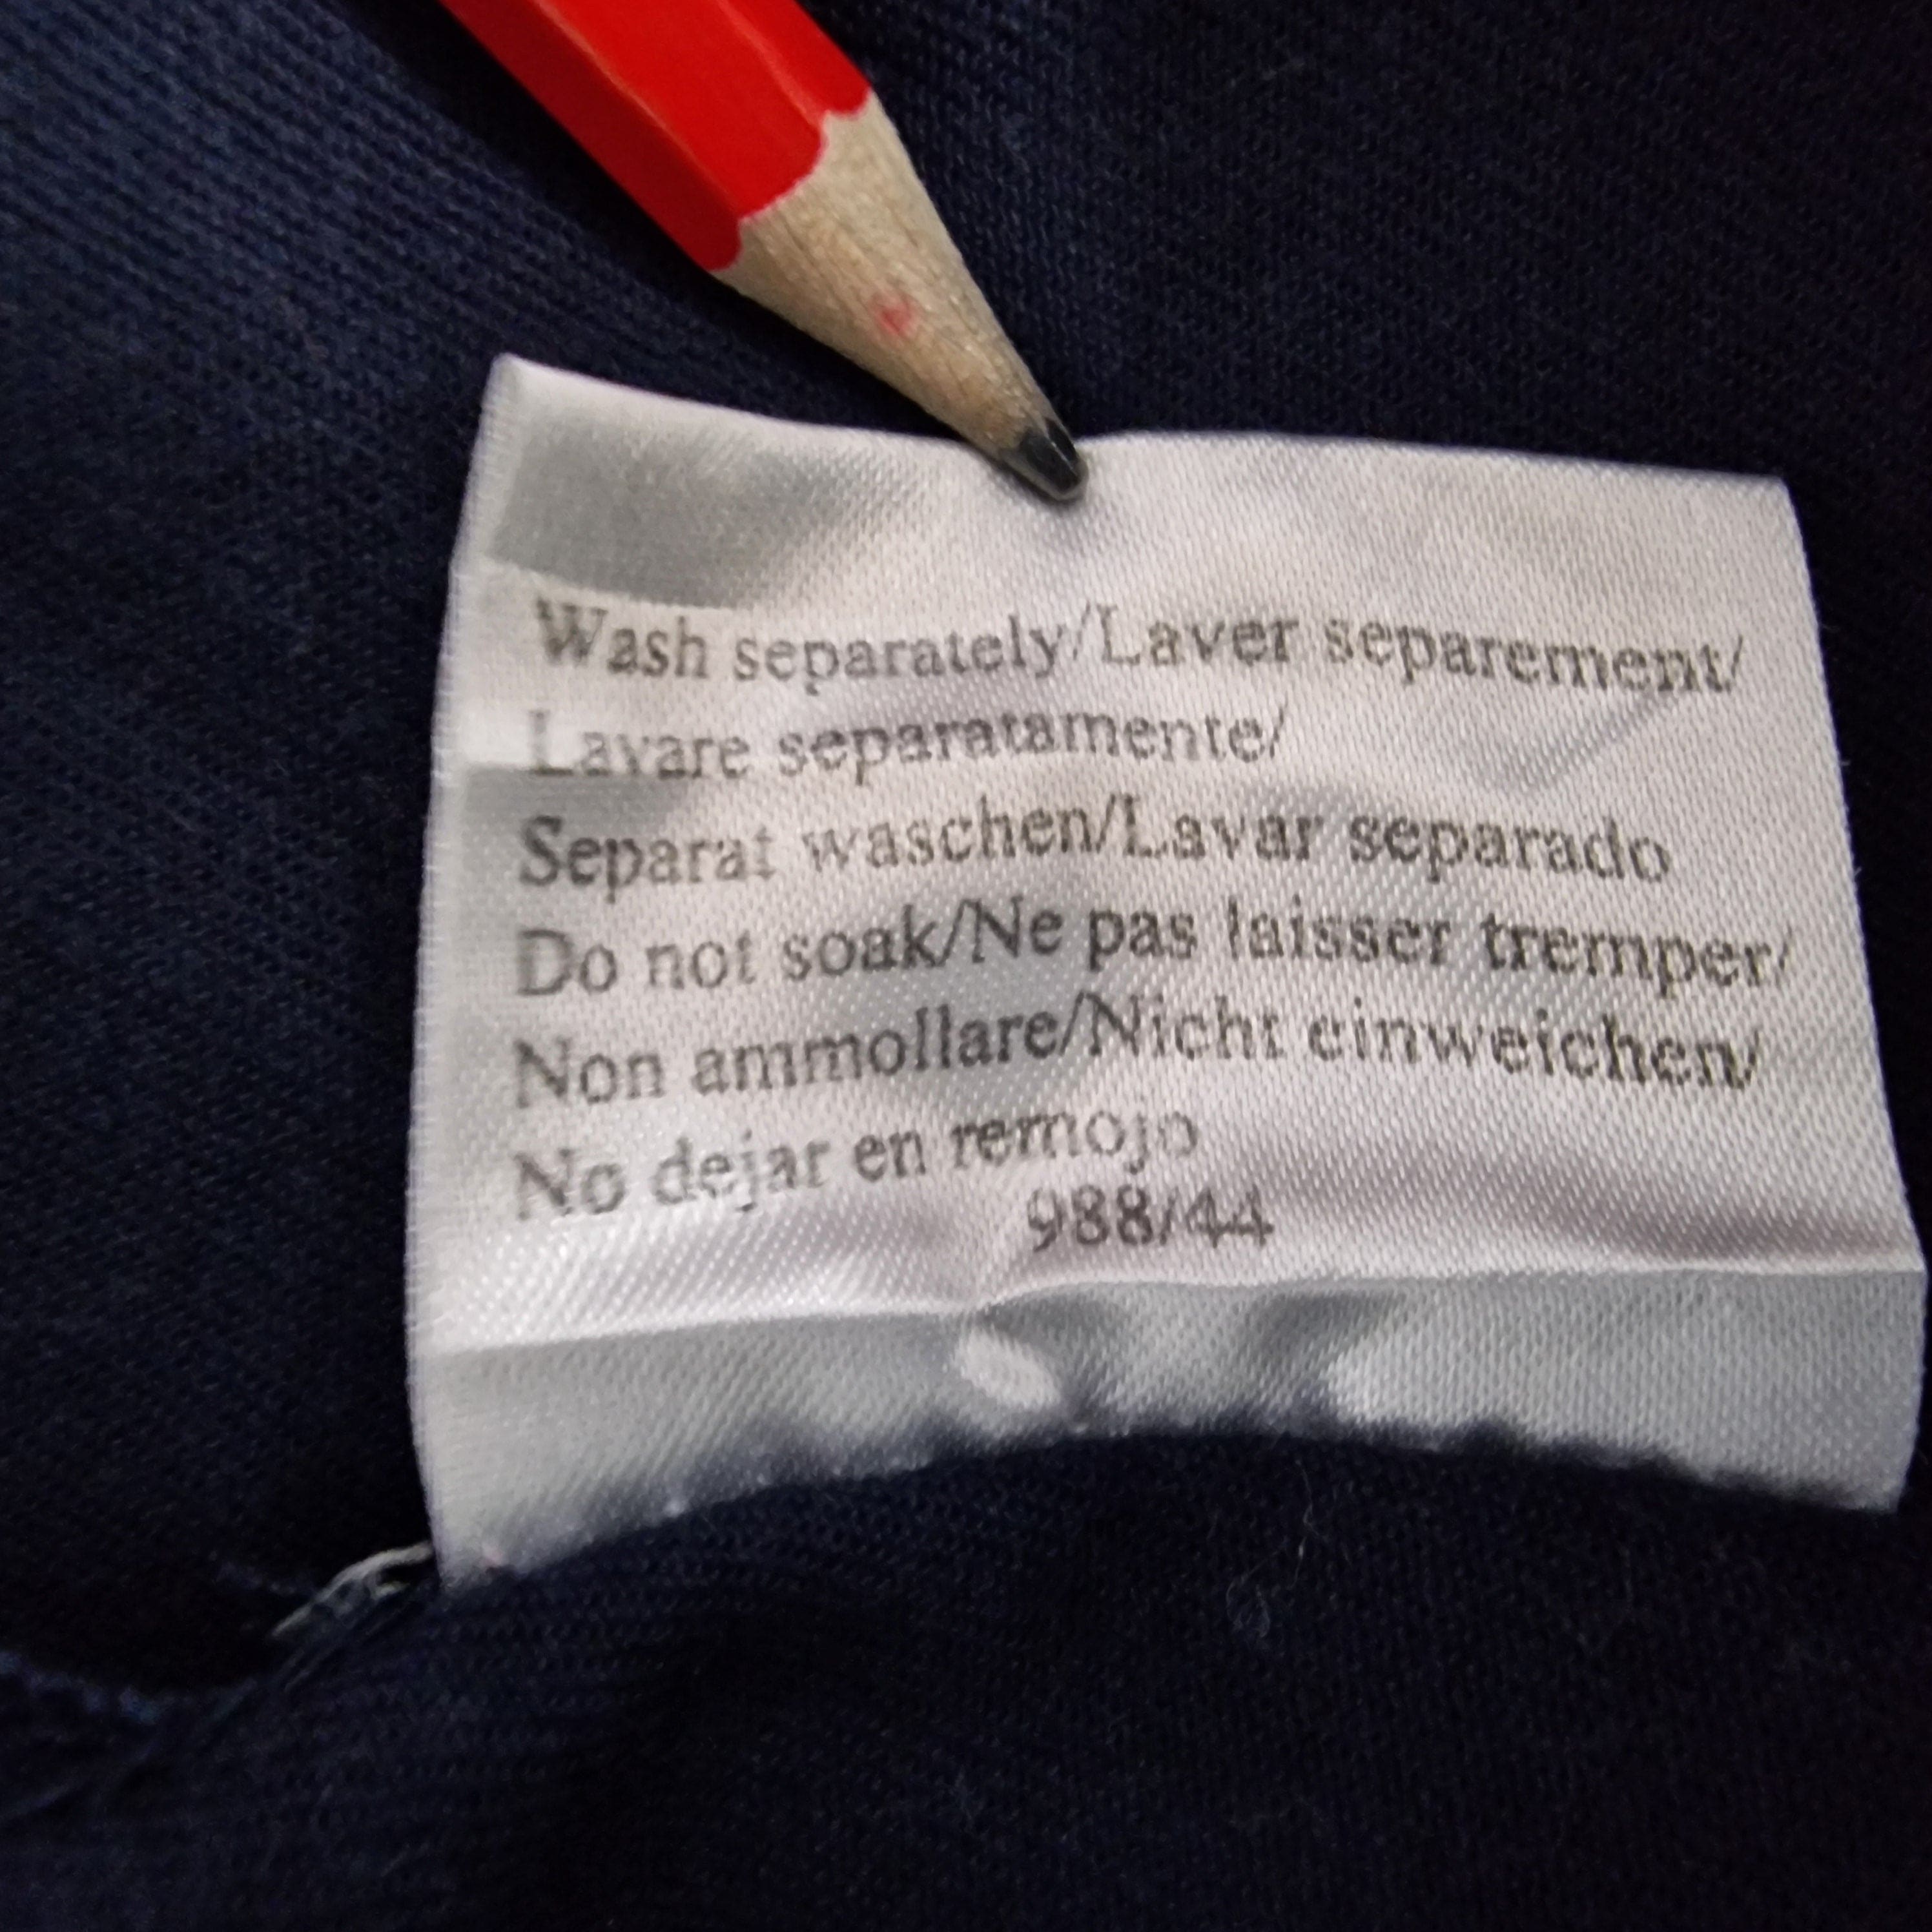 Wash separately/Laver separement/
Lavare separatamente/
Separat waschen/Lavar separado
Do not soak/Ne pas laisser tremper/
Non ammollare/Nicht einweichen/
No dejar en remojo
988/44